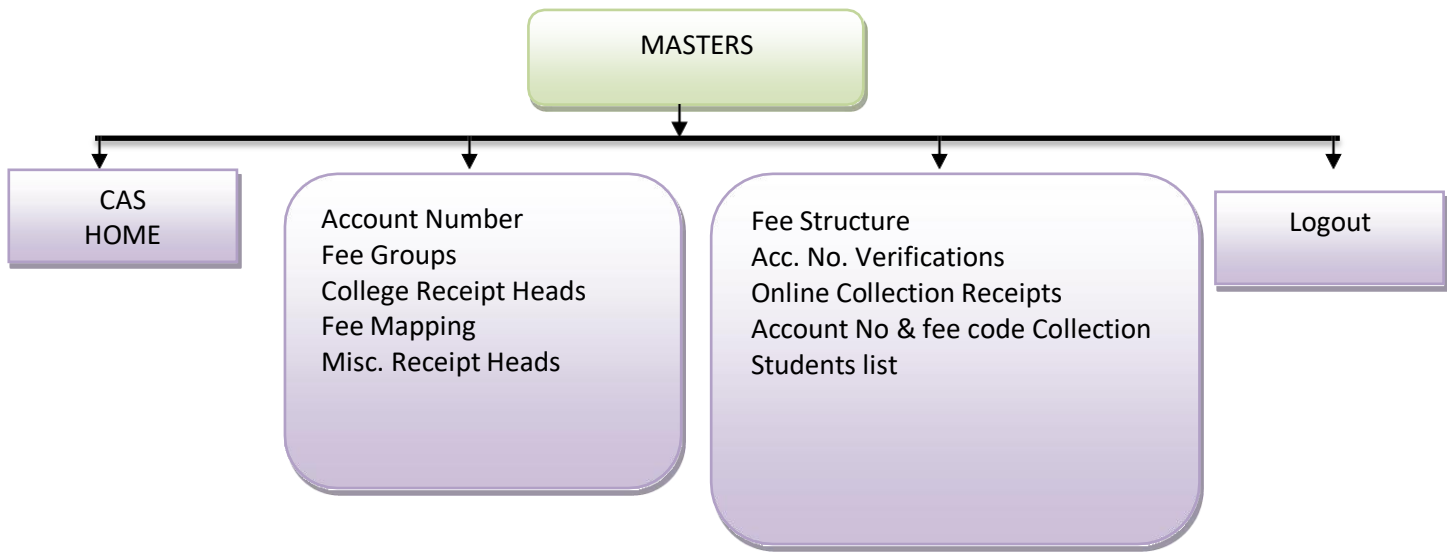 MASTERS
CAS
HOME
Account Number
Fee Groups
College Receipt Heads
Fee Mapping
Misc. Receipt Heads
Fee Structure
Acc. No. Verifications
Online Collection Receipts
Account No & fee code Collection
Students list
Logout